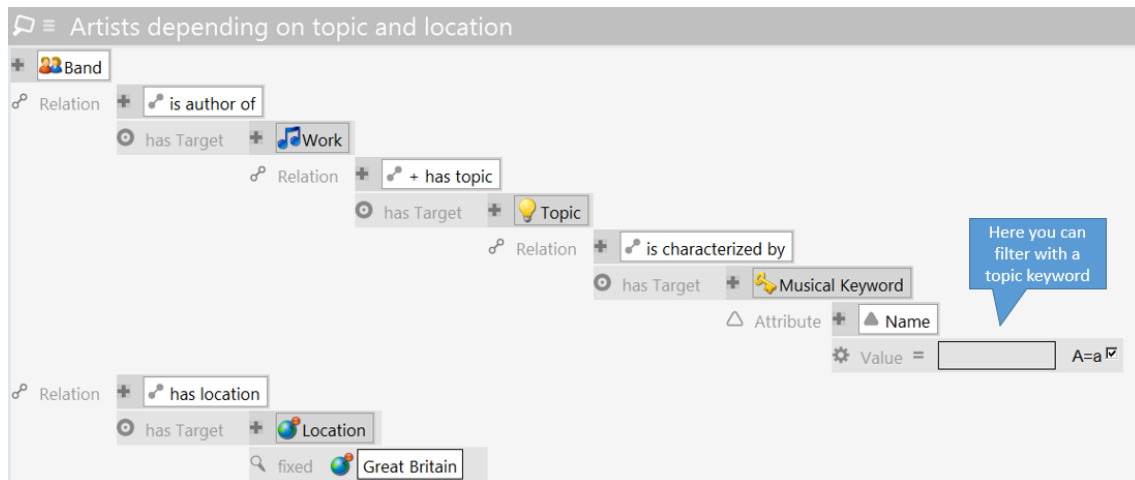 Artists depending on topic and location
Band
Relation is author of
has Target Work
Relation + has topic
has Target Topic
Relation is characterized by
Here you can
filter with a
topic keyword
has Target Musical Keyword
Attribute Name
Value = A=a
Relation has location
has Target Location
fixed Great Britain